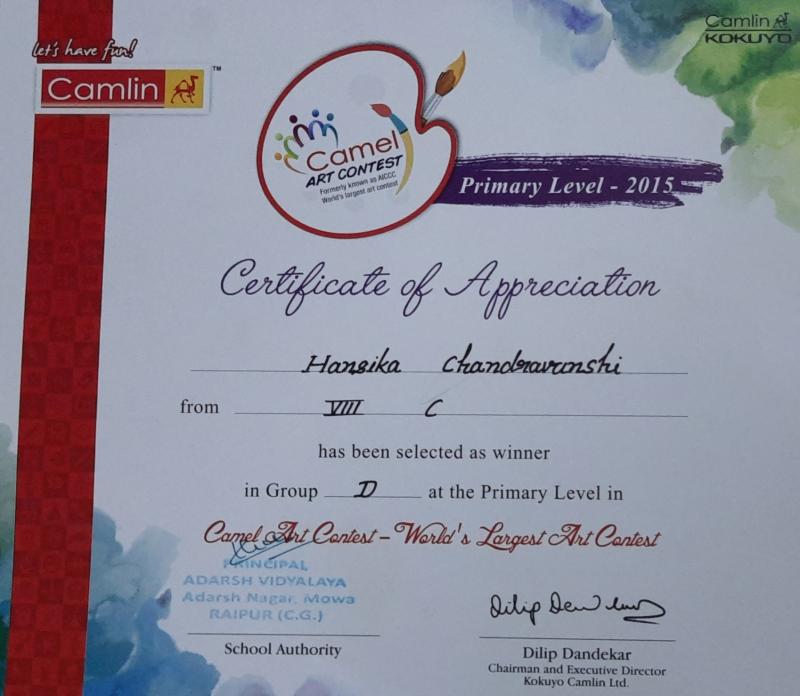 let's have fun!
Camlin
TM
Camlin
KOKUYO
Camel
ART CONTEST
Formerly known as AICCC
World's largest art contest
Primary Level - 2015
Certificate of Appreciation
Hansika Chandravanshi
from VIII C
has been selected as winner
in Group D at the Primary Level in
Camel Art Contest – World's Largest Art Contest
PRINCIPAL
ADARSH VIDYALAYA
Adarsh Nagar, Mowa
RAIPUR (C.G.)
School Authority
Dilip Dandekar
Chairman and Executive Director
Kokuyo Camlin Ltd.